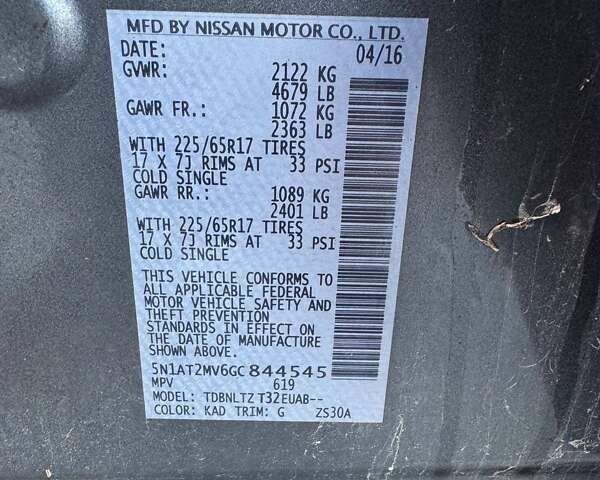 MFD BY NISSAN MOTOR CO., LTD.
DATE: 04/16
GVWR: 2122 KG
4679 LB
GAWR FR.: 1072 KG
2363 LB
WITH 225/65R17 TIRES
17 X 7J RIMS AT 33 PSI
COLD SINGLE
GAWR RR.: 1089 KG
2401 LB
WITH 225/65R17 TIRES
17 X 7J RIMS AT 33 PSI
COLD SINGLE
THIS VEHICLE CONFORMS TO
ALL APPLICABLE FEDERAL
MOTOR VEHICLE SAFETY AND
THEFT PREVENTION
STANDARDS IN EFFECT ON
THE DATE OF MANUFACTURE
SHOWN ABOVE.
5N1AT2MV6GC844545
MPV 619
MODEL: TDBNLTZ T32EUAB--
COLOR: KAD TRIM: G ZS30A